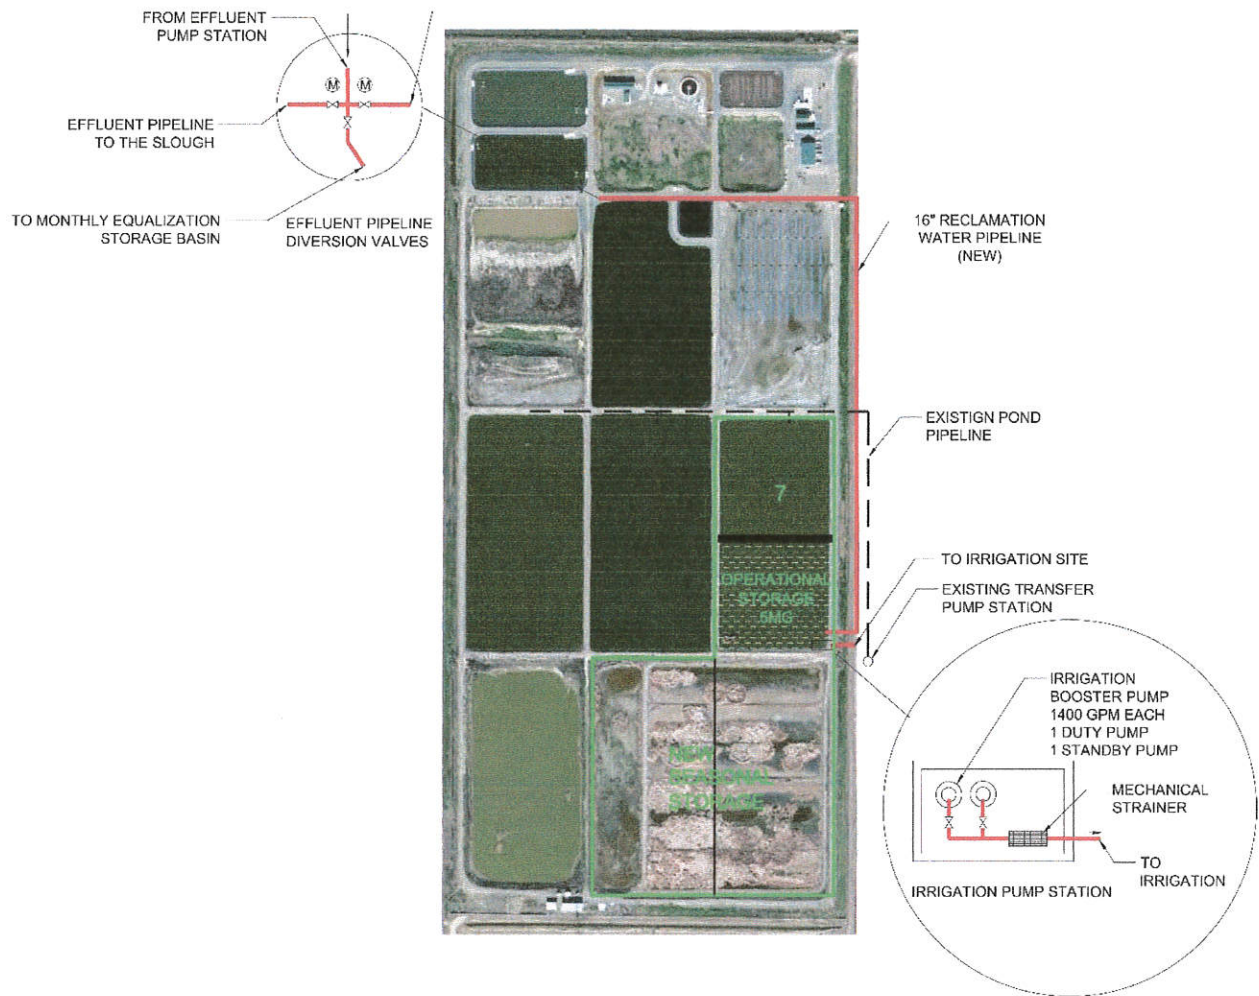 FROM EFFLUENT
PUMP STATION
M M
EFFLUENT PIPELINE
TO THE SLOUGH
TO MONTHLY EQUALIZATION
STORAGE BASIN
EFFLUENT PIPELINE
DIVERSION VALVES
16" RECLAMATION
WATER PIPELINE
(NEW)
EXISTIGN POND
PIPELINE
7
OPERATIONAL
STORAGE
5MG
TO IRRIGATION SITE
EXISTING TRANSFER
PUMP STATION
NEW
SEASONAL
STORAGE
IRRIGATION
BOOSTER PUMP
1400 GPM EACH
1 DUTY PUMP
1 STANDBY PUMP
MECHANICAL
STRAINER
TO
IRRIGATION
IRRIGATION PUMP STATION